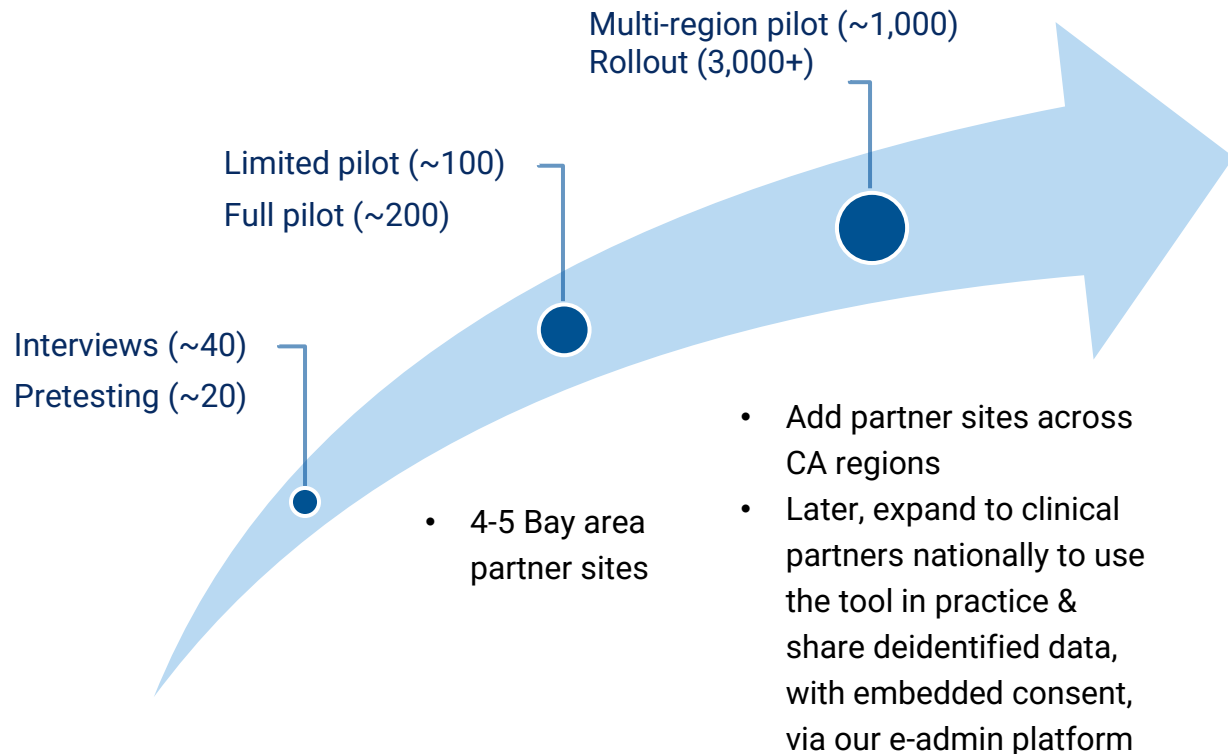 Multi-region pilot (~1,000)
Rollout (3,000+)
Limited pilot (~100)
Full pilot (~200)
Interviews (~40)
Pretesting (~20)
• 4-5 Bay area
partner sites
• Add partner sites across
CA regions
• Later, expand to clinical
partners nationally to use
the tool in practice &
share deidentified data,
with embedded consent,
via our e-admin platform